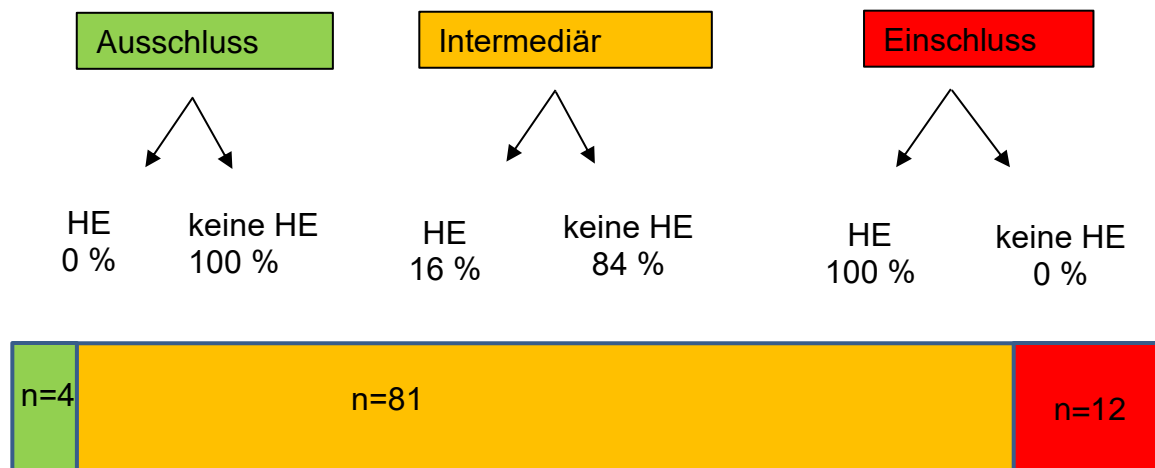 Ausschluss
Intermediär
Einschluss
HE
0 %
keine HE
100 %
HE
16 %
keine HE
84 %
HE
100 %
keine HE
0 %
n=4
n=81
n=12